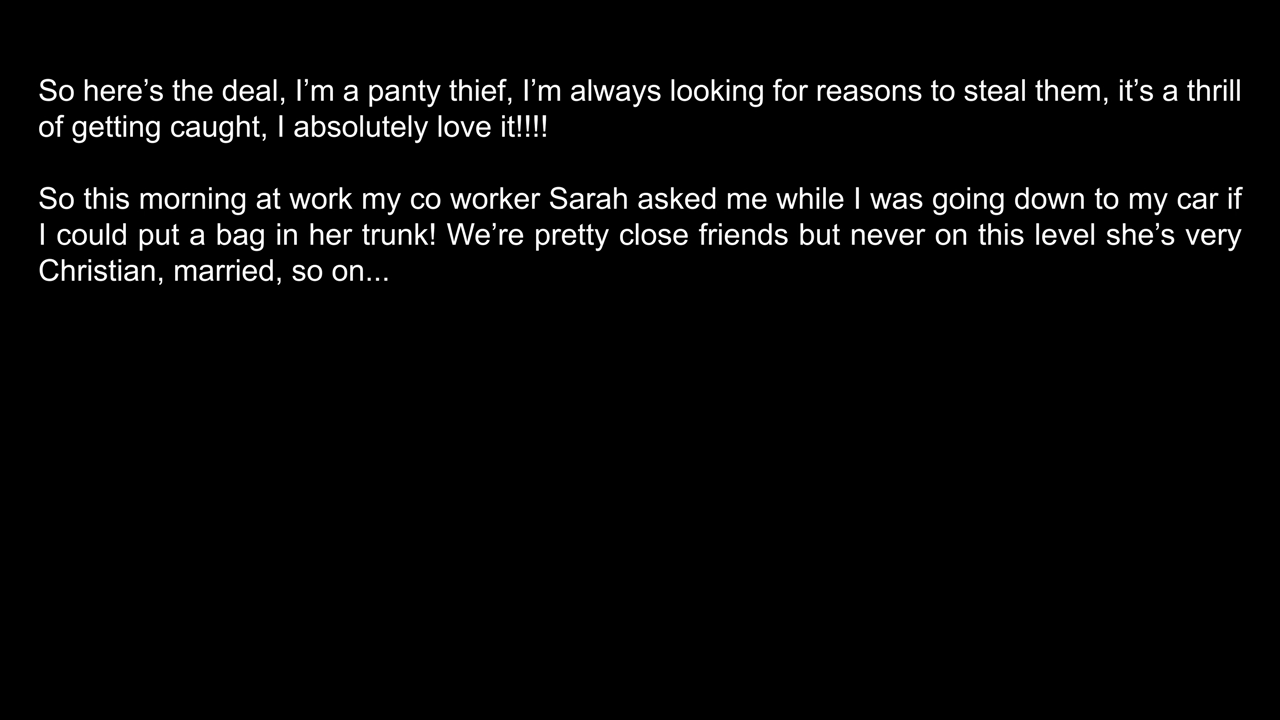 So here’s the deal, I’m a panty thief, I’m always looking for reasons to steal them, it’s a thrill
of getting caught, I absolutely love it!!!!
So this morning at work my co worker Sarah asked me while I was going down to my car if
I could put a bag in her trunk! We’re pretty close friends but never on this level she’s very
Christian, married, so on...